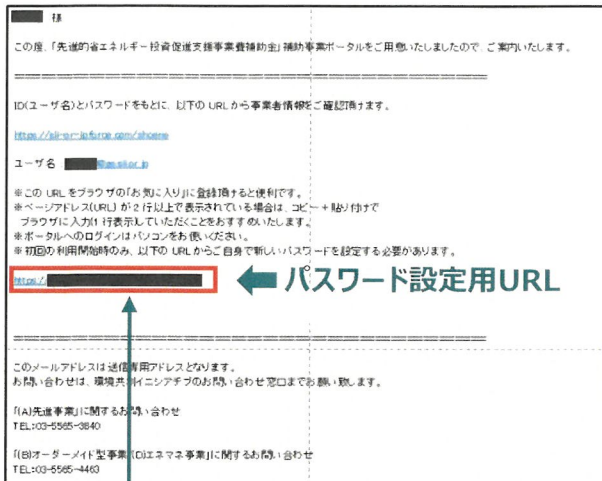 様
この度、「先進的省エネルギー投資促進支援事業費補助金」補助事業ポータルをご用意いたしましたので、ご案内いたします。
ID(ユーザ名)とパスワードをもとに、以下の URL から事業者情報をご確認頂けます。
ユーザ名
※この URL をブラウザの「お気に入り」に登録頂けると便利です。
※ページアドレス(URL) が 2 行以上で表示されている場合は、コピー+貼り付けで
ブラウザに入力(1 行表示)していただくことをおすすめいたします。
※ポータルへのログインはパソコンをお使いください。
※初回の利用開始時のみ、以下の URL からご自身で新しいパスワードを設定する必要があります。
https:/
パスワード設定用URL
このメールアドレスは送信専用アドレスとなります。
お問い合わせは、環境共創イニシアチブのお問い合わせ窓口までお願い致します。
「(A)先進事業」に関するお問い合わせ
TEL:03-5565-3840
「(B)オーダーメイド型事業/(D)エネマネ事業」に関するお問い合わせ
TEL:03-5565-4463